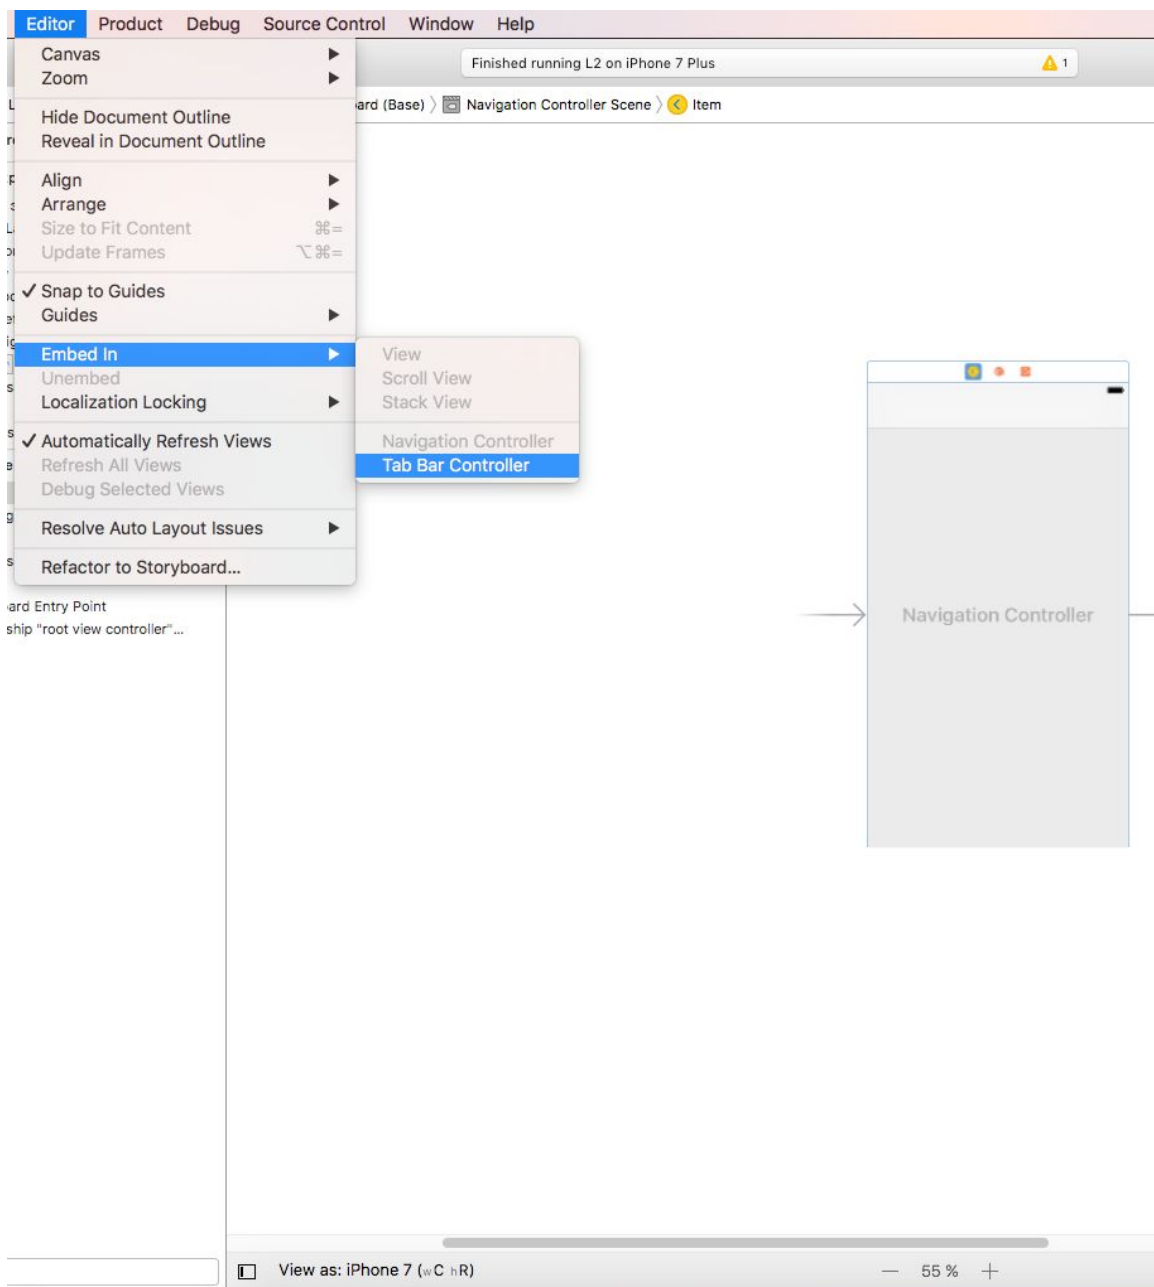 Editor Product Debug Source Control Window Help
Finished running L2 on iPhone 7 Plus 1
ard (Base) Navigation Controller Scene Item
Canvas
Zoom
Hide Document Outline
Reveal in Document Outline
Align
Arrange
Size to Fit Content ⌘=
Update Frames ⌥⌘=
✓ Snap to Guides
Guides
Embed In
Unembed
Localization Locking
✓ Automatically Refresh Views
Refresh All Views
Debug Selected Views
Resolve Auto Layout Issues
Refactor to Storyboard...
View
Scroll View
Stack View
Navigation Controller
Tab Bar Controller
ard Entry Point
ship "root view controller"...
Navigation Controller
View as: iPhone 7 (wC hR) — 55 % +